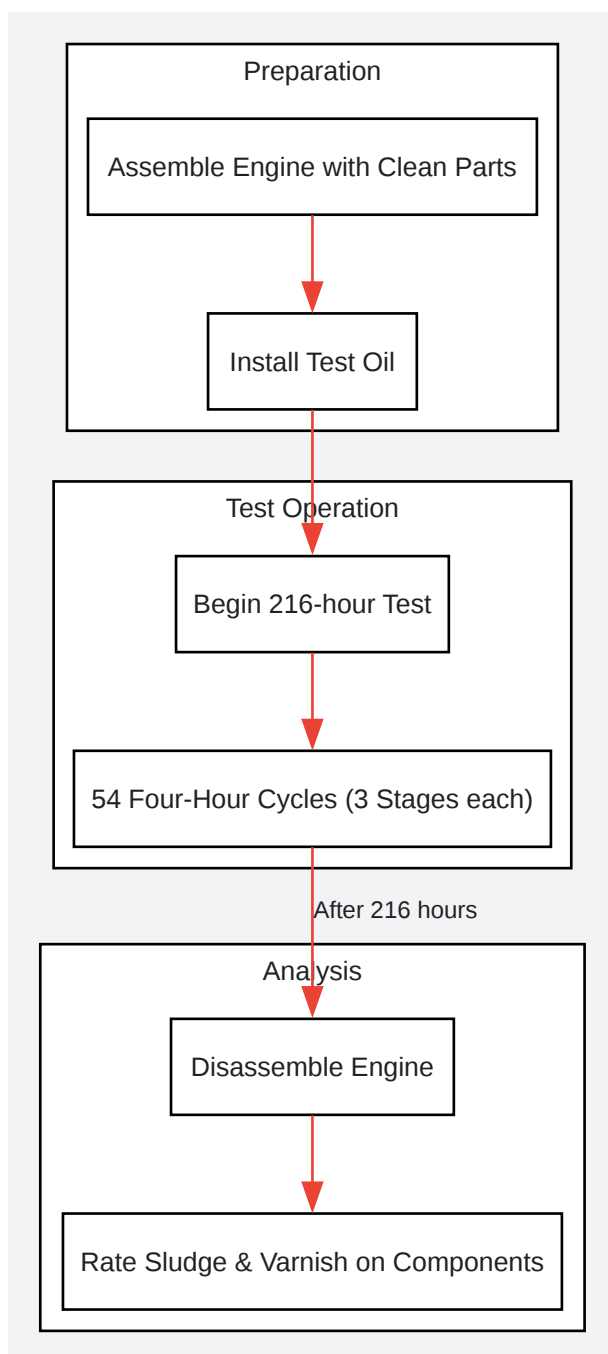 Preparation
Assemble Engine with Clean Parts
Install Test Oil
Test Operation
Begin 216-hour Test
54 Four-Hour Cycles (3 Stages each)
After 216 hours
Analysis
Disassemble Engine
Rate Sludge & Varnish on Components